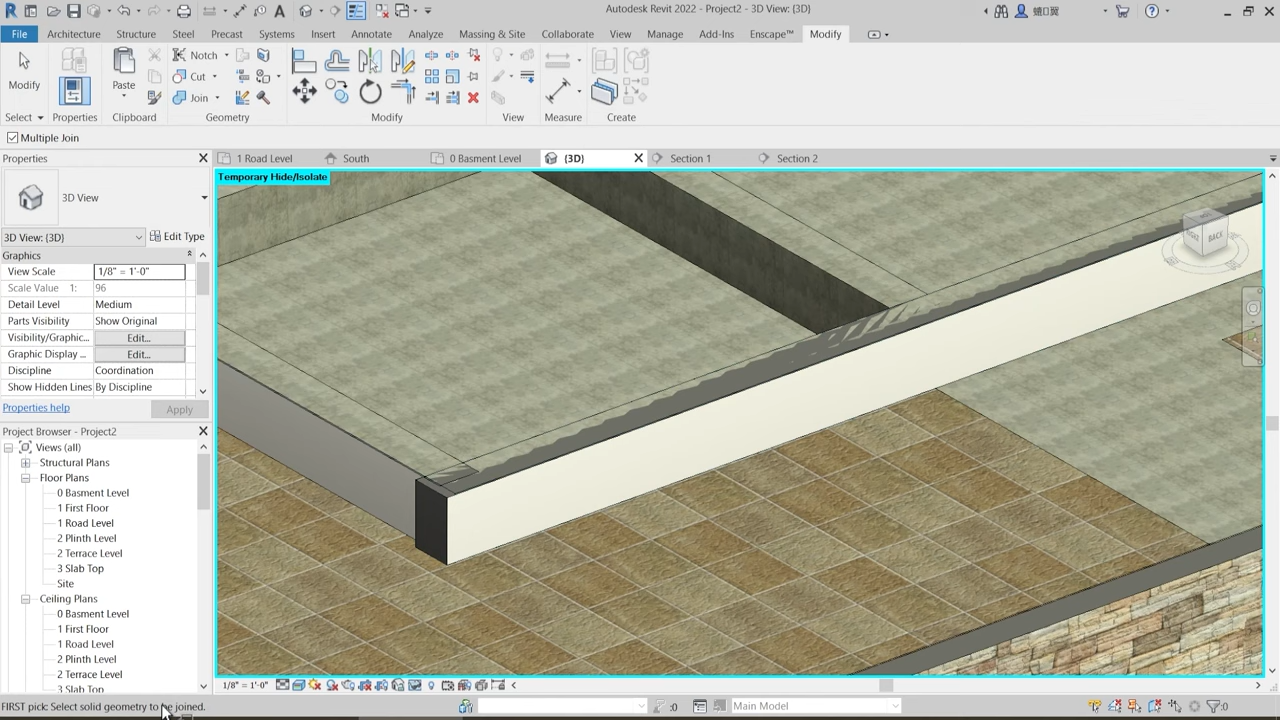 Autodesk Revit 2022 - Project2 - 3D View: {3D}
File Architecture Structure Steel Precast Systems Insert Annotate Analyze Massing & Site Collaborate View Manage Add-Ins Enscape™ Modify
Notch
Cut
Join
Modify Paste
Select Properties Clipboard Geometry Modify View Measure Create
Multiple Join
Properties 1 Road Level South 0 Basment Level {3D} Section 1 Section 2
Temporary Hide/Isolate
3D View
3D View: {3D} Edit Type
Graphics
View Scale 1/8" = 1'-0"
Scale Value 1: 96
Detail Level Medium
Parts Visibility Show Original
Visibility/Graphic... Edit...
Graphic Display ... Edit...
Discipline Coordination
Show Hidden Lines By Discipline
Properties help Apply
Project Browser - Project2
Views (all)
Structural Plans
Floor Plans
0 Basment Level
1 First Floor
1 Road Level
2 Plinth Level
2 Terrace Level
3 Slab Top
Site
Ceiling Plans
0 Basment Level
1 First Floor
1 Road Level
2 Plinth Level
2 Terrace Level
3 Slab Top
1/8" = 1'-0"
FIRST pick: Select solid geometry to be joined. :0 Main Model :0
BACK